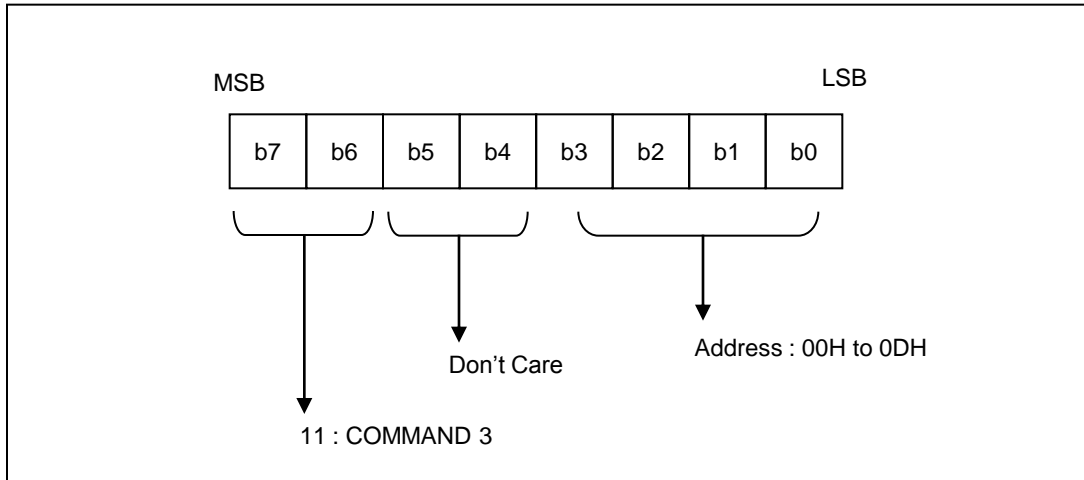 MSB LSB
b7 b6 b5 b4 b3 b2 b1 b0
Address : 00H to 0DH
Don’t Care
11 : COMMAND 3